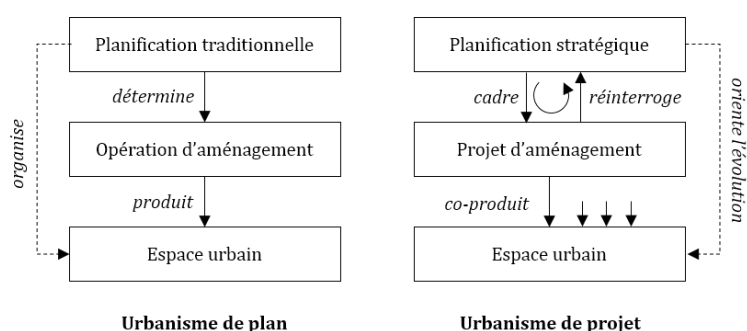 Planification traditionnelle
détermine
organise
Opération d'aménagement
produit
Espace urbain
Urbanisme de plan
Planification stratégique
cadre
réinterroge
oriente l'évolution
Projet d'aménagement
co-produit
Espace urbain
Urbanisme de projet